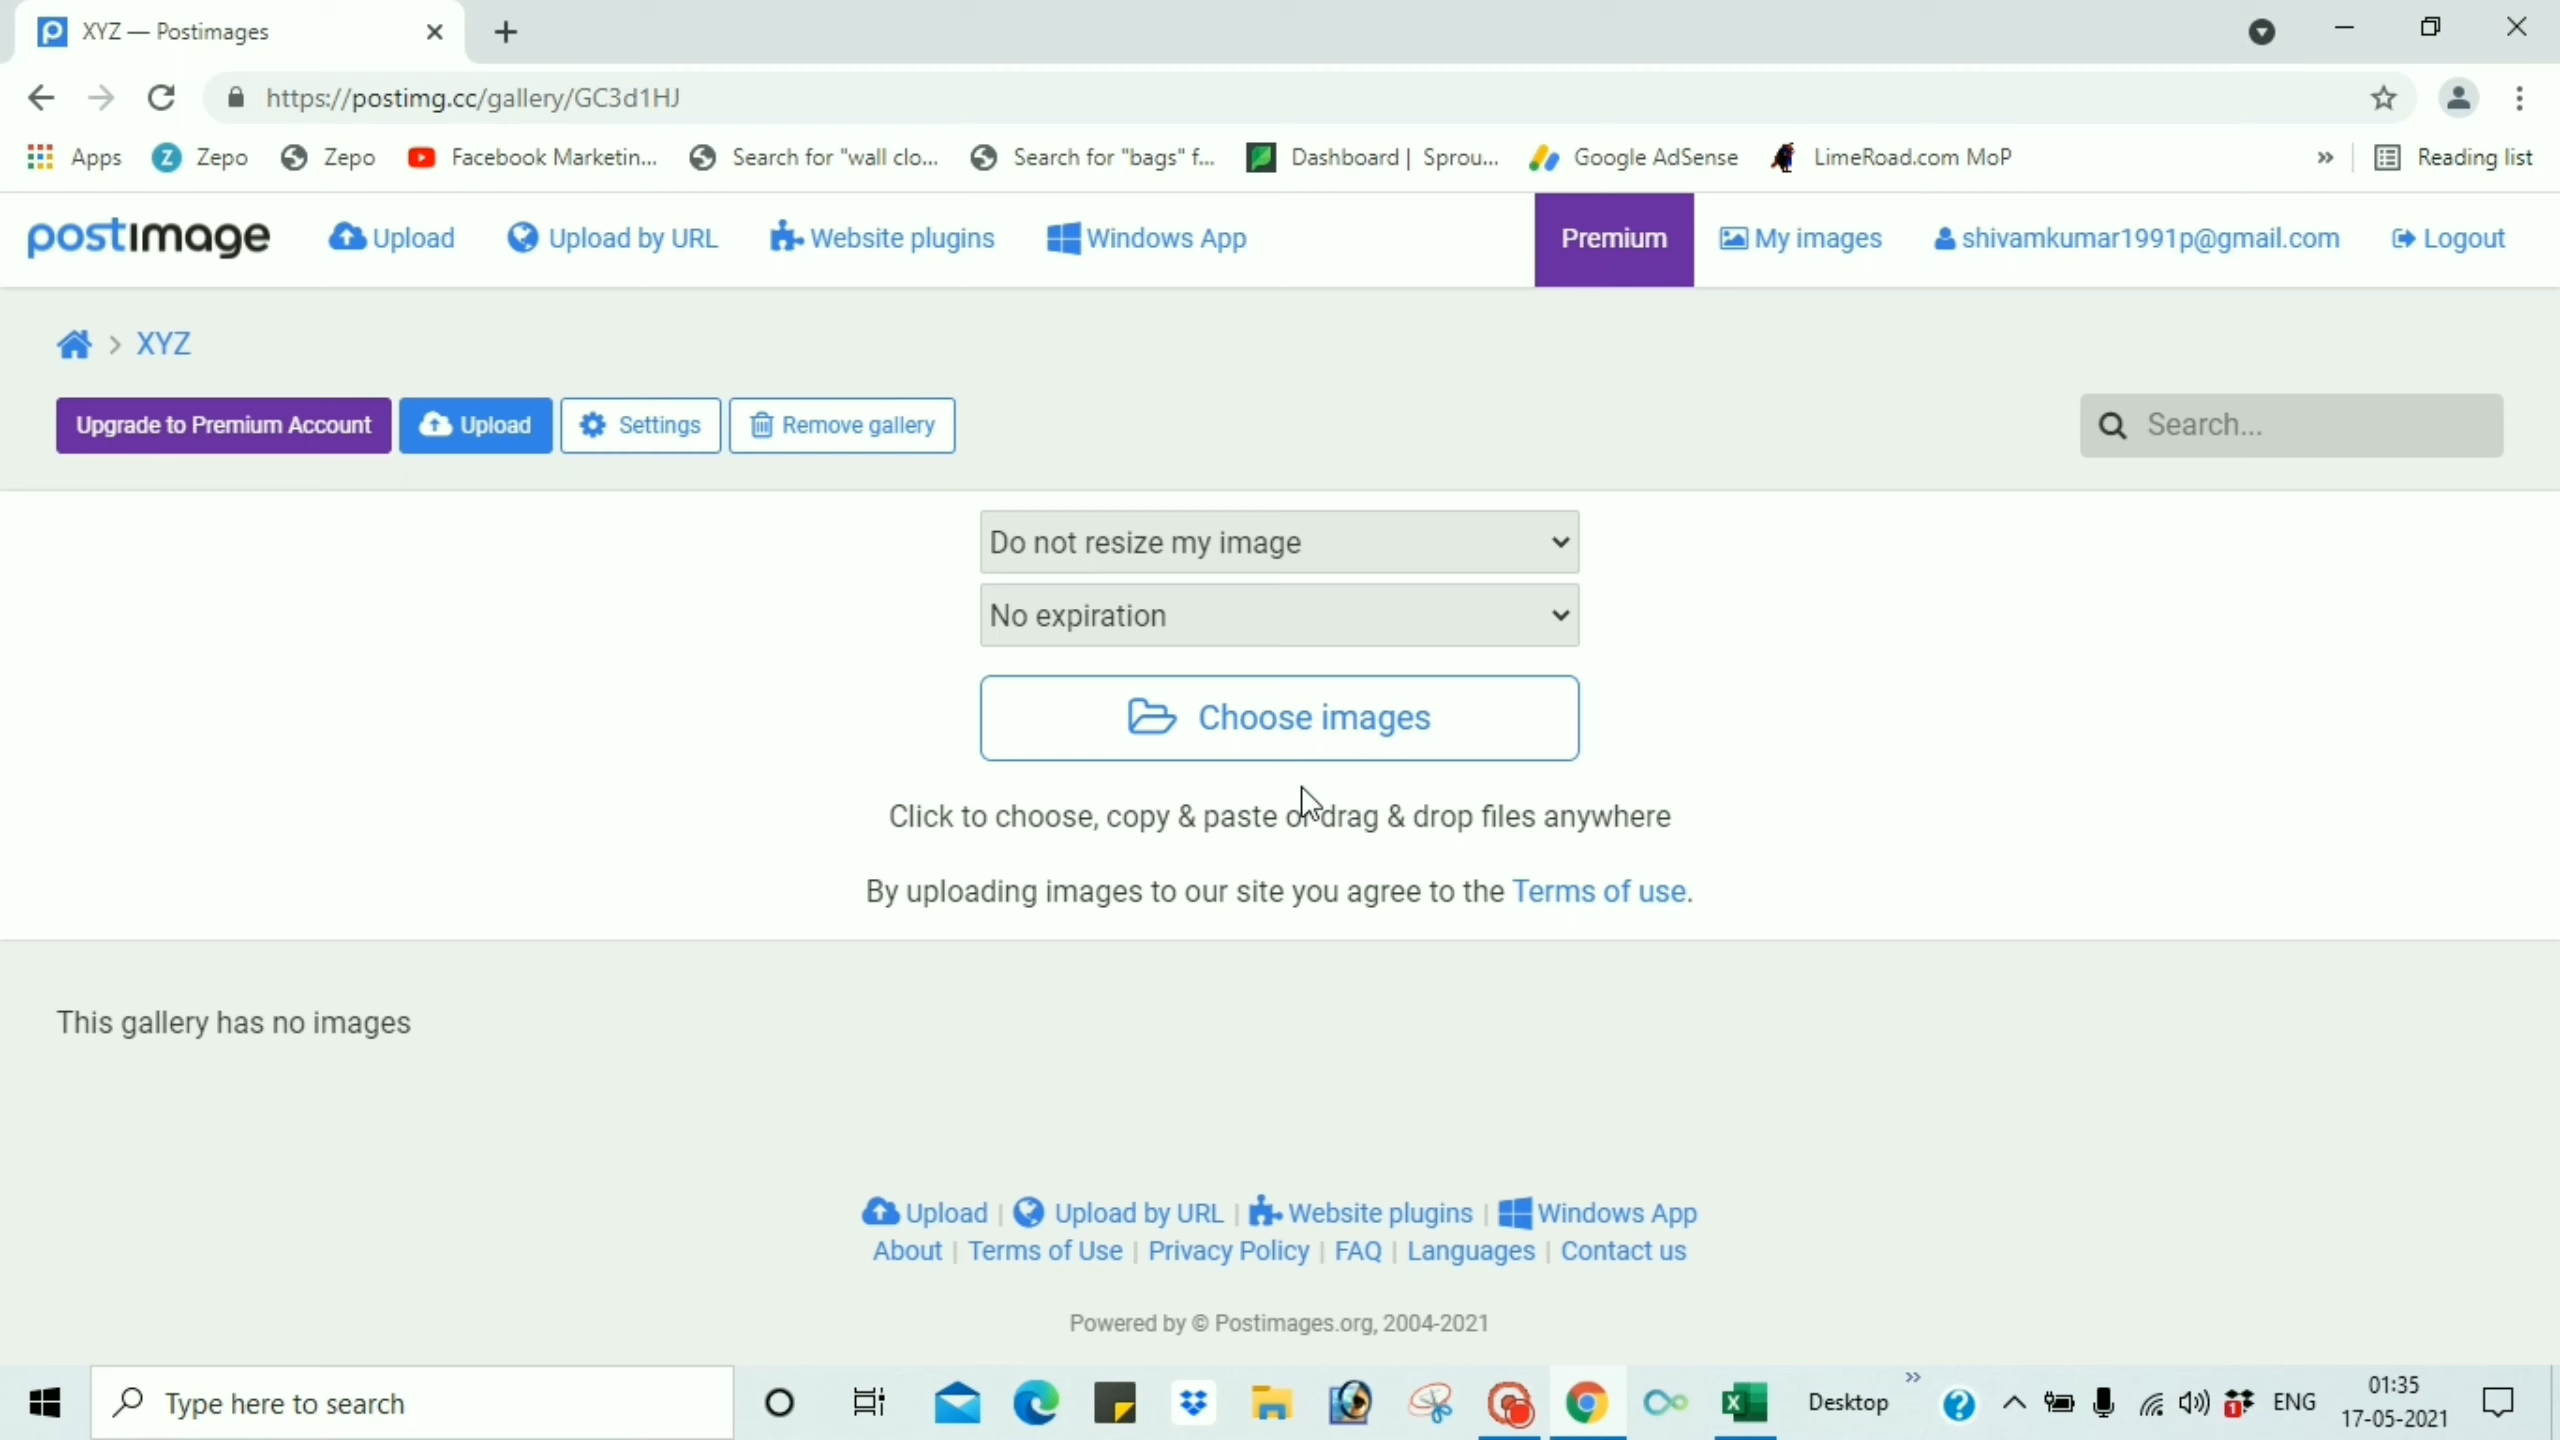 XYZ — Postimages
https://postimg.cc/gallery/GC3d1HJ
Apps Zepo Zepo Facebook Marketin... Search for "wall clo... Search for "bags" f... Dashboard | Sprou... Google AdSense LimeRoad.com MoP » Reading list
postimage Upload Upload by URL Website plugins Windows App Premium My images shivamkumar1991p@gmail.com Logout
> XYZ
Upgrade to Premium Account Upload Settings Remove gallery Search...
Do not resize my image
No expiration
Choose images
Click to choose, copy & paste or drag & drop files anywhere
By uploading images to our site you agree to the Terms of use.
This gallery has no images
Upload | Upload by URL | Website plugins | Windows App
About | Terms of Use | Privacy Policy | FAQ | Languages | Contact us
Powered by © Postimages.org, 2004-2021
Type here to search Desktop » 1 ENG 01:35
17-05-2021